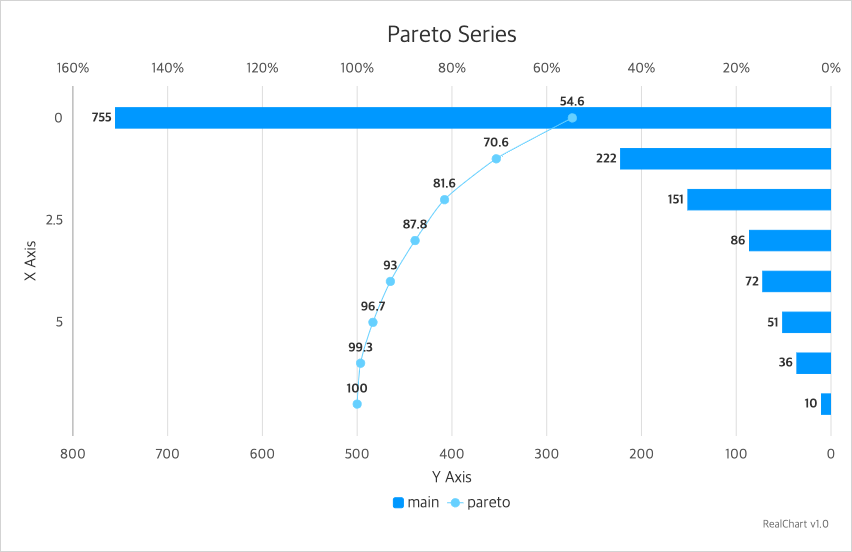 Pareto Series
160% 140% 120% 100% 80% 60% 40% 20% 0%
54.6
0 755
70.6
222
81.6
151
2.5
87.8
86
X Axis
93
72
96.7
5 51
99.3
36
100
10
800 700 600 500 400 300 200 100 0
Y Axis
main pareto
RealChart v1.0